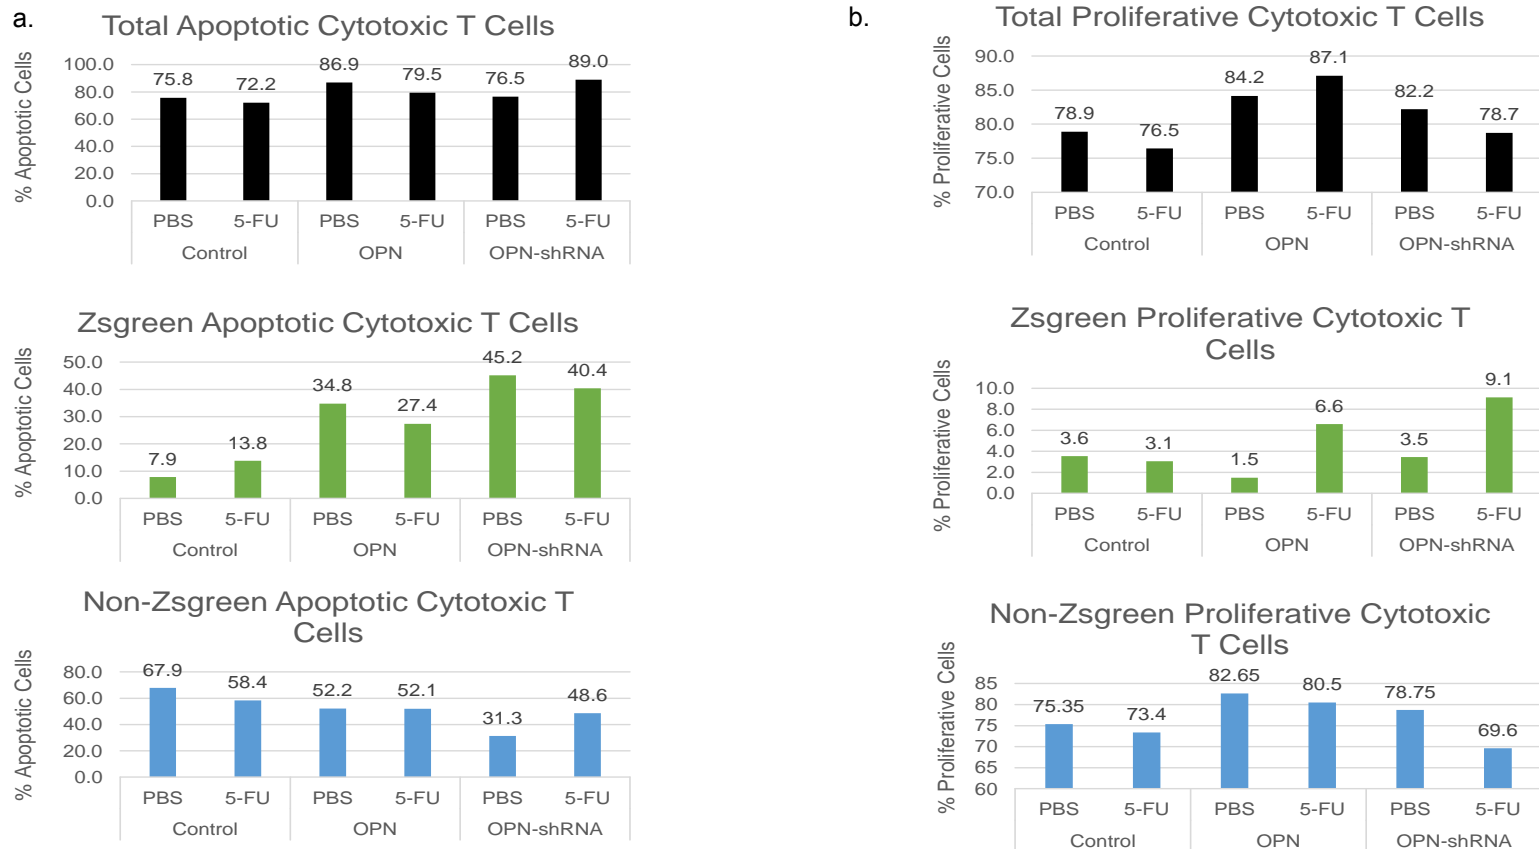 a.
Total Apoptotic Cytotoxic T Cells
% Apoptotic Cells
100.0
80.0
60.0
40.0
20.0
0.0
75.8
72.2
86.9
79.5
76.5
89.0
PBS 5-FU PBS 5-FU PBS 5-FU
Control OPN OPN-shRNA
Zsgreen Apoptotic Cytotoxic T Cells
% Apoptotic Cells
50.0
40.0
30.0
20.0
10.0
0.0
7.9
13.8
34.8
27.4
45.2
40.4
PBS 5-FU PBS 5-FU PBS 5-FU
Control OPN OPN-shRNA
Non-Zsgreen Apoptotic Cytotoxic T
Cells
% Apoptotic Cells
80.0
60.0
40.0
20.0
0.0
67.9
58.4
52.2
52.1
31.3
48.6
PBS 5-FU PBS 5-FU PBS 5-FU
Control OPN OPN-shRNA
b.
Total Proliferative Cytotoxic T Cells
% Proliferative Cells
90.0
85.0
80.0
75.0
70.0
78.9
76.5
84.2
87.1
82.2
78.7
PBS 5-FU PBS 5-FU PBS 5-FU
Control OPN OPN-shRNA
Zsgreen Proliferative Cytotoxic T
Cells
% Proliferative Cells
10.0
8.0
6.0
4.0
2.0
0.0
3.6
3.1
1.5
6.6
3.5
9.1
PBS 5-FU PBS 5-FU PBS 5-FU
Control OPN OPN-shRNA
Non-Zsgreen Proliferative Cytotoxic
T Cells
% Proliferative Cells
85
80
75
70
65
60
75.35
73.4
82.65
80.5
78.75
69.6
PBS 5-FU PBS 5-FU PBS 5-FU
Control OPN OPN-shRNA